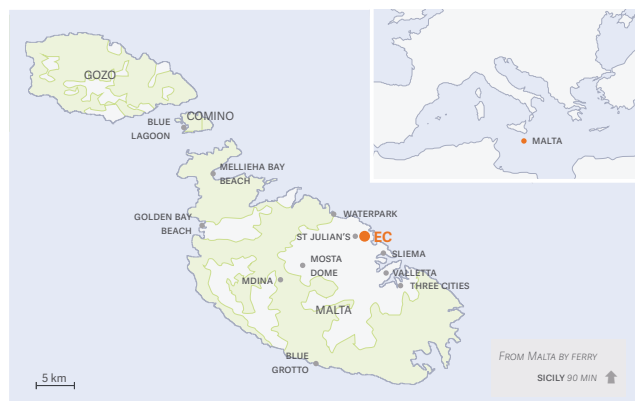 GOZO
COMINO
BLUE
LAGOON
MALTA
MELLIEHA BAY
BEACH
GOLDEN BAY
BEACH
WATERPARK
ST JULIAN'S
EC
SLIEMA
MOSTA
DOME
VALLETTA
MDINA
THREE CITIES
MALTA
BLUE
GROTTO
FROM MALTA BY FERRY
SICILY 90 MIN
5 km